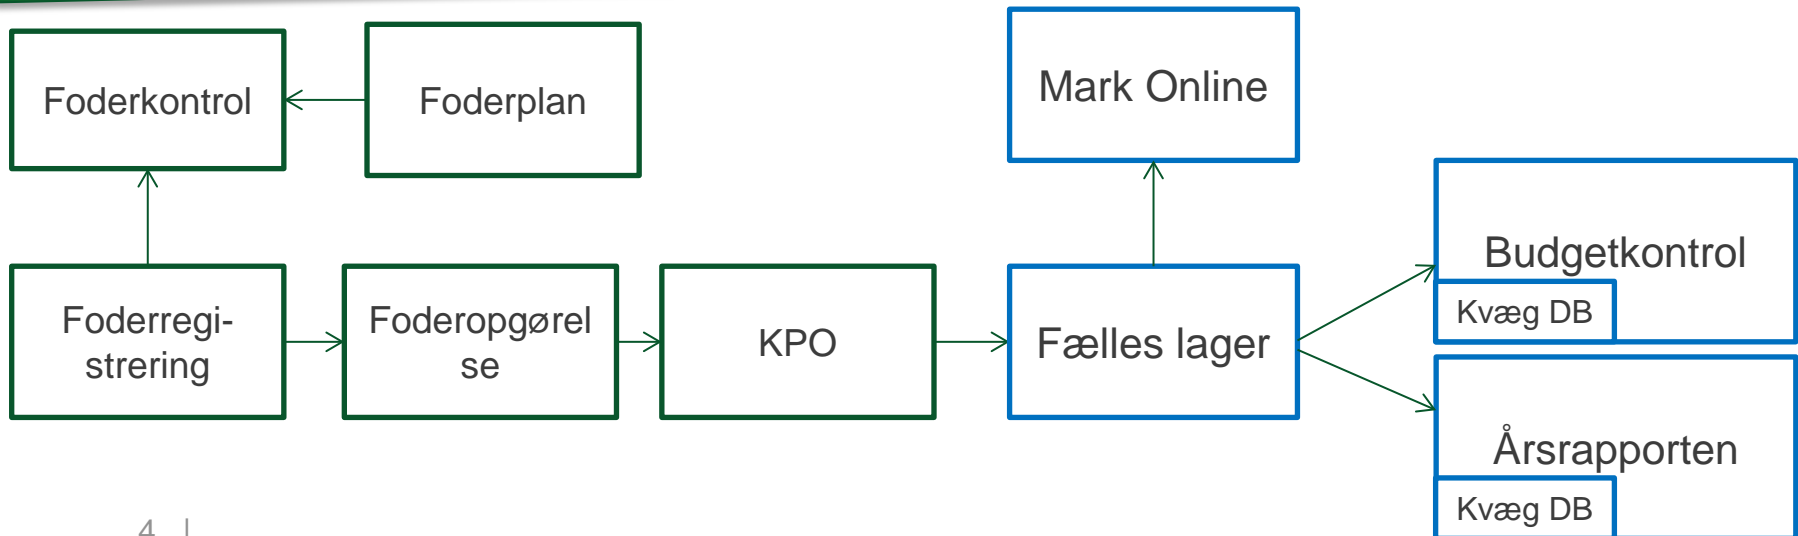 Foderkontrol
Foderplan
Mark Online
Foderregi-
strering
Foderopgørel
se
KPO
Fælles lager
Budgetkontrol
Kvæg DB
Årsrapporten
Kvæg DB
4 |